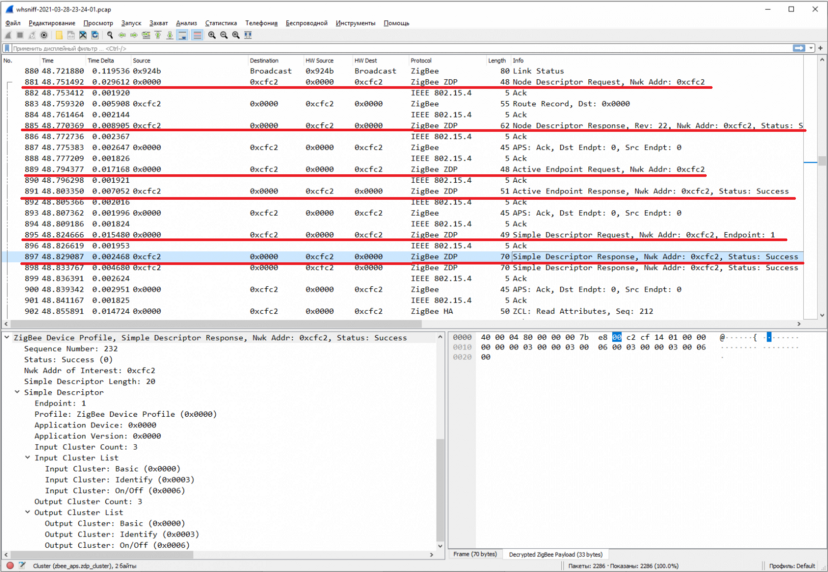 whsniff-2021-03-28-23-24-01.pcap
Файл Редактирование Просмотр Запуск Захват Анализ Статистика Телефония Беспроводной Инструменты Помощь
Применить дисплейный фильтр ... <Ctrl-/>
No. Time Time Delta Source Destination HW Source HW Dest Protocol Length Info
880 48.721880 0.119536 0x924b Broadcast 0x924b Broadcast ZigBee 80 Link Status
881 48.751492 0.029612 0x0000 0xcfc2 0x0000 0xcfc2 ZigBee ZDP 48 Node Descriptor Request, Nwk Addr: 0xcfc2
882 48.753412 0.001920 IEEE 802.15.4 5 Ack
883 48.759320 0.005908 0xcfc2 0x0000 0xcfc2 0x0000 ZigBee 55 Route Record, Dst: 0x0000
884 48.761464 0.002144 IEEE 802.15.4 5 Ack
885 48.770369 0.008905 0xcfc2 0x0000 0xcfc2 0x0000 ZigBee ZDP 62 Node Descriptor Response, Rev: 22, Nwk Addr: 0xcfc2, Status: S
886 48.772736 0.002367 IEEE 802.15.4 5 Ack
887 48.775383 0.002647 0x0000 0xcfc2 0x0000 0xcfc2 ZigBee 45 APS: Ack, Dst Endpt: 0, Src Endpt: 0
888 48.777209 0.001826 IEEE 802.15.4 5 Ack
889 48.794377 0.017168 0x0000 0xcfc2 0x0000 0xcfc2 ZigBee ZDP 48 Active Endpoint Request, Nwk Addr: 0xcfc2
890 48.796298 0.001921 IEEE 802.15.4 5 Ack
891 48.803350 0.007052 0xcfc2 0x0000 0xcfc2 0x0000 ZigBee ZDP 51 Active Endpoint Response, Nwk Addr: 0xcfc2, Status: Success
892 48.805366 0.002016 IEEE 802.15.4 5 Ack
893 48.807362 0.001996 0x0000 0xcfc2 0x0000 0xcfc2 ZigBee 45 APS: Ack, Dst Endpt: 0, Src Endpt: 0
894 48.809186 0.001824 IEEE 802.15.4 5 Ack
895 48.824666 0.015480 0x0000 0xcfc2 0x0000 0xcfc2 ZigBee ZDP 49 Simple Descriptor Request, Nwk Addr: 0xcfc2, Endpoint: 1
896 48.826619 0.001953 IEEE 802.15.4 5 Ack
897 48.829087 0.002468 0xcfc2 0x0000 0xcfc2 0x0000 ZigBee ZDP 70 Simple Descriptor Response, Nwk Addr: 0xcfc2, Status: Success
898 48.833767 0.004680 0xcfc2 0x0000 0xcfc2 0x0000 ZigBee ZDP 70 Simple Descriptor Response, Nwk Addr: 0xcfc2, Status: Success
899 48.836391 0.002624 IEEE 802.15.4 5 Ack
900 48.839342 0.002951 0x0000 0xcfc2 0x0000 0xcfc2 ZigBee 45 APS: Ack, Dst Endpt: 0, Src Endpt: 0
901 48.841167 0.001825 IEEE 802.15.4 5 Ack
902 48.855891 0.014724 0x0000 0xcfc2 0x0000 0xcfc2 ZigBee HA 50 ZCL: Read Attributes, Seq: 212
ZigBee Device Profile, Simple Descriptor Response, Nwk Addr: 0xcfc2, Status: Success
Sequence Number: 232
Status: Success (0)
Nwk Addr of Interest: 0xcfc2
Simple Descriptor Length: 20
Simple Descriptor
Endpoint: 1
Profile: ZigBee Device Profile (0x0000)
Application Device: 0x0000
Application Version: 0x0000
Input Cluster Count: 3
Input Cluster List
Input Cluster: Basic (0x0000)
Input Cluster: Identify (0x0003)
Input Cluster: On/Off (0x0006)
Output Cluster Count: 3
Output Cluster List
Output Cluster: Basic (0x0000)
Output Cluster: Identify (0x0003)
Output Cluster: On/Off (0x0006)
0000 40 00 04 80 00 00 00 7b e8 00 c2 cf 14 01 00 00 @······{ ········
0010 00 00 00 03 00 00 03 00 06 00 03 00 00 03 00 06 ········ ········
0020 00 ·
Frame (70 bytes) Decrypted ZigBee Payload (33 bytes)
Cluster (zbee_aps.zdp_cluster), 2 байты Пакеты: 2286 · Показаны: 2286 (100.0%) Профиль: Default